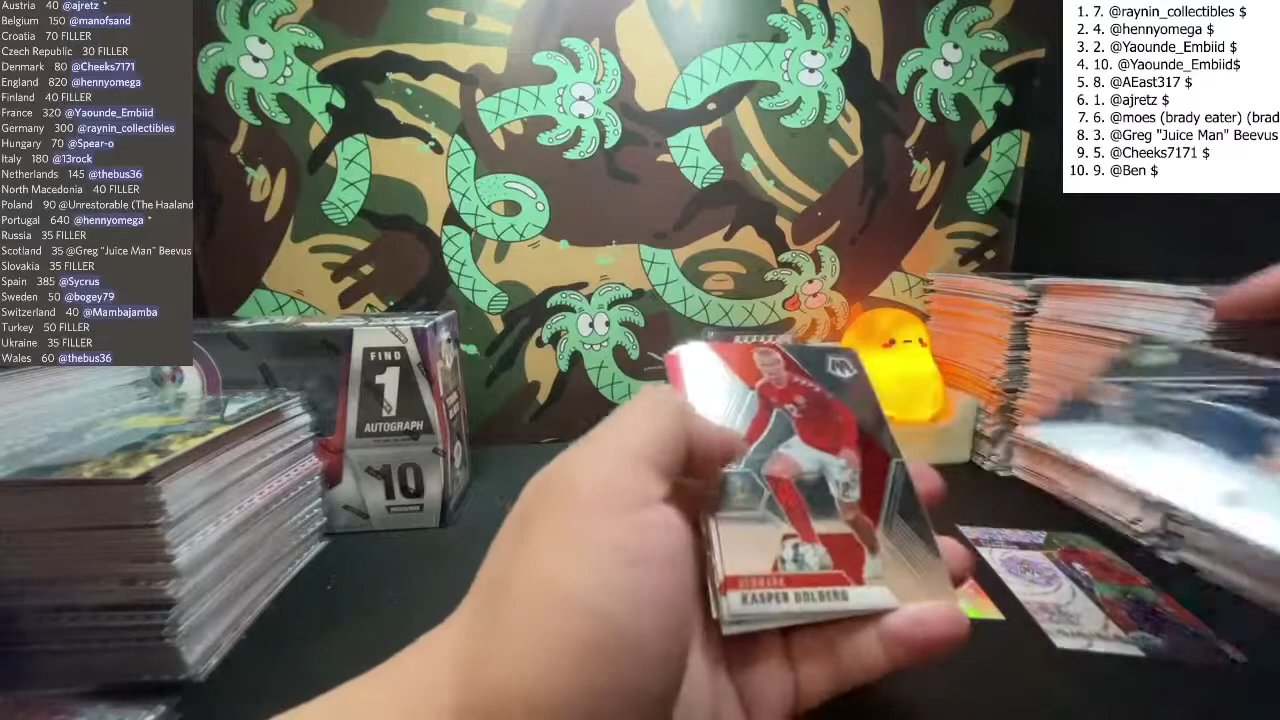 Austria 40 @ajretz *
Belgium 150 @manofsand
Croatia 70 FILLER
Czech Republic 30 FILLER
Denmark 80 @Cheeks7171
England 820 @hennyomega
Finland 40 FILLER
France 320 @Yaounde_Embiid
Germany 300 @raynin_collectibles
Hungary 70 @Spear-o
Italy 180 @13rock
Netherlands 145 @thebus36
North Macedonia 40 FILLER
Poland 90 @Unrestorable (The Haaland
Portugal 640 @hennyomega *
Russia 35 FILLER
Scotland 35 @Greg "Juice Man" Beevus
Slovakia 35 FILLER
Spain 385 @Sycrus
Sweden 50 @bogey79
Switzerland 40 @Mambajamba
Turkey 50 FILLER
Ukraine 35 FILLER
Wales 60 @thebus36
1. 7. @raynin_collectibles $
2. 4. @hennyomega $
3. 2. @Yaounde_Embiid $
4. 10. @Yaounde_Embiid$
5. 8. @AEast317 $
6. 1. @ajretz $
7. 6. @moes (brady eater) (brad
8. 3. @Greg "Juice Man" Beevus
9. 5. @Cheeks7171 $
10. 9. @Ben $
FIND
1
AUTOGRAPH
10
DENMARK
KASPER DOLBERG